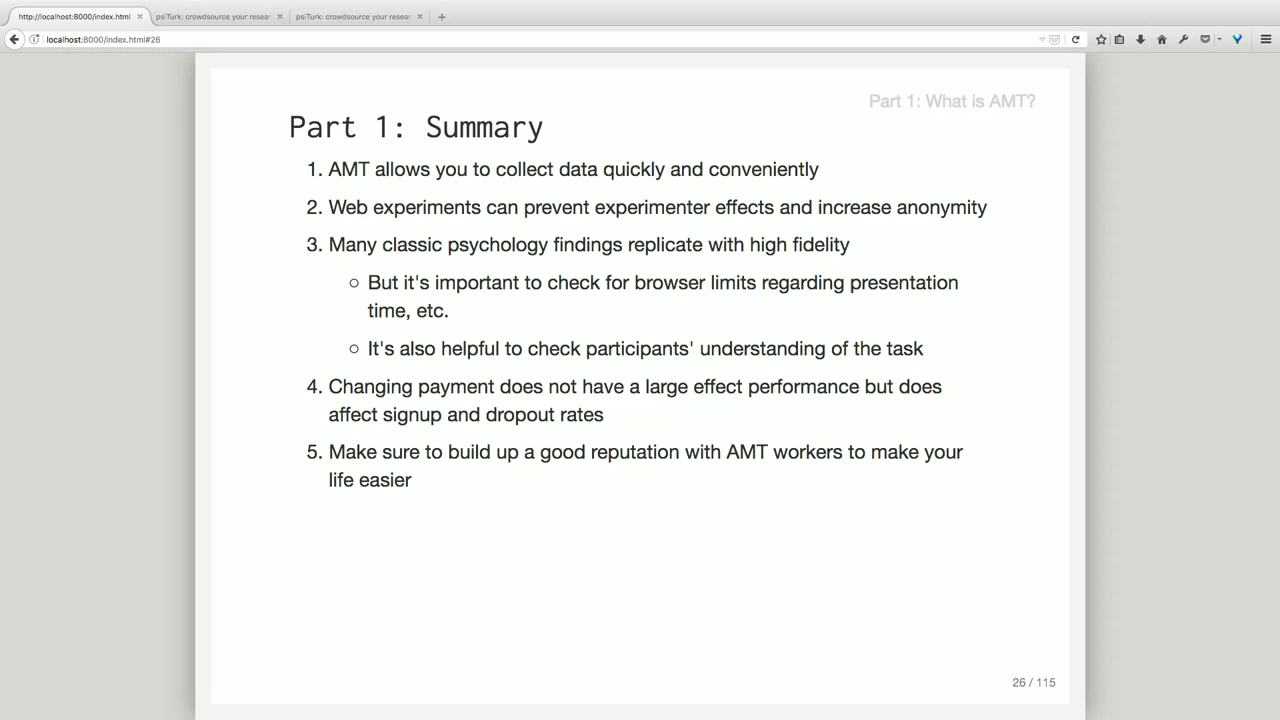 http://localhost:8000/index.html
psiTurk: crowdsource your resear
psiTurk: crowdsource your resear
localhost:8000/index.html#26
Part 1: What is AMT?
Part 1: Summary
1. AMT allows you to collect data quickly and conveniently
2. Web experiments can prevent experimenter effects and increase anonymity
3. Many classic psychology findings replicate with high fidelity
But it's important to check for browser limits regarding presentation
time, etc.
It's also helpful to check participants' understanding of the task
4. Changing payment does not have a large effect performance but does
affect signup and dropout rates
5. Make sure to build up a good reputation with AMT workers to make your
life easier
26 / 115